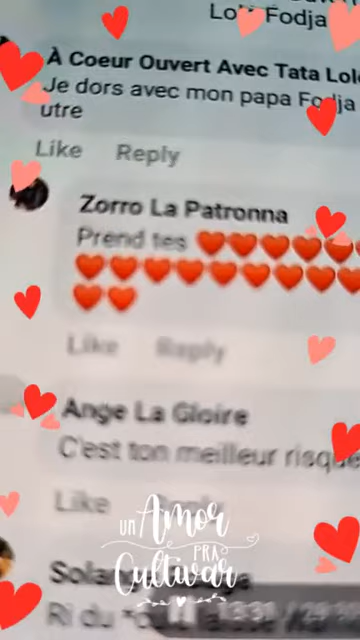 Lolo Fodja
À Coeur Ouvert Avec Tata Lolo
Je dors avec mon papa Fodja
utre
Like Reply
Zorro La Patronna
Prend tes ❤️❤️❤️❤️❤️
❤️❤️❤️❤️❤️❤️❤️❤️❤️
❤️❤️
Like Reply
Ange La Gloire
C'est ton meilleur risque
Like
un Amor
pra
Cultivar
Ri du